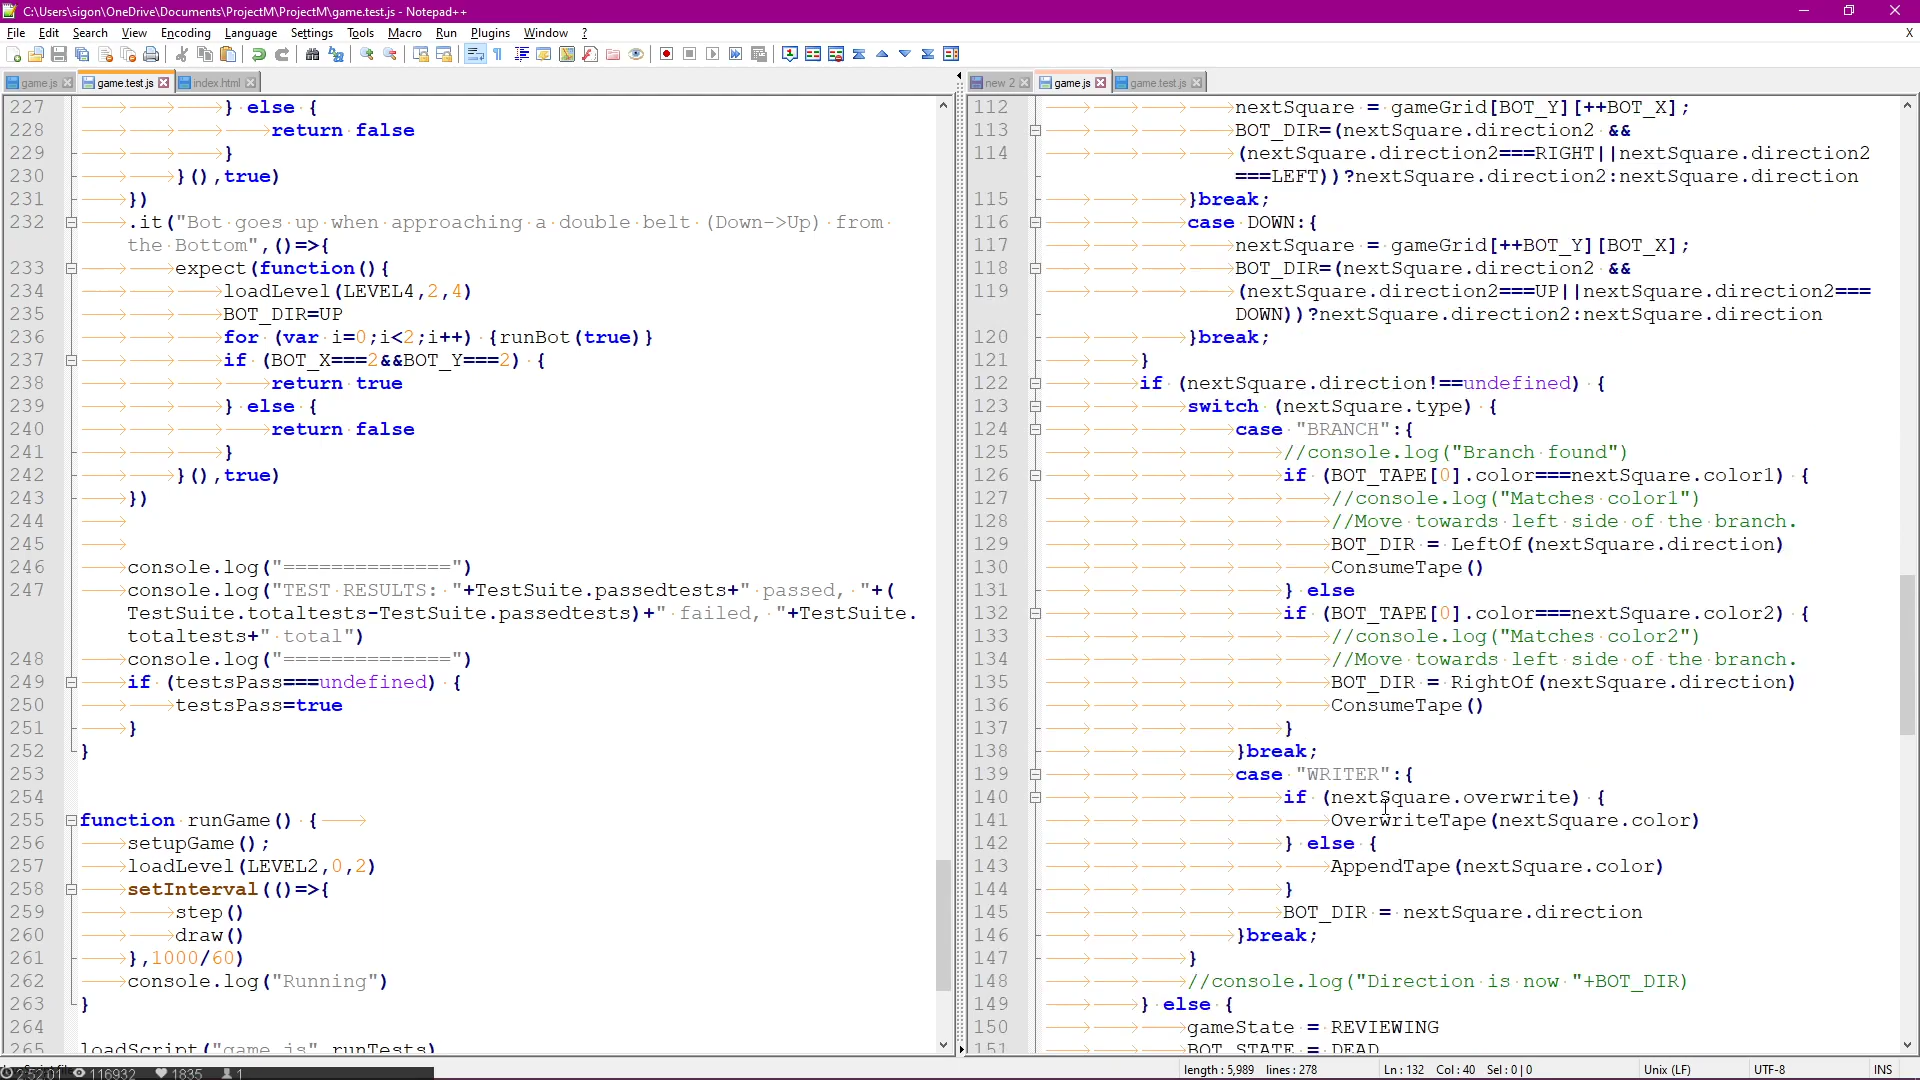 C:\Users\sigon\OneDrive\Documents\ProjectM\ProjectM\game.test.js - Notepad++
File Edit Search View Encoding Language Settings Tools Macro Run Plugins Window ? X
game.js game.test.js index.html
new 2 game.js game.test.js
227 } else {
228 return false
229 }
230 }(),true)
231 })
232 .it("Bot goes up when approaching a double belt (Down->Up) from
the Bottom",()=>{
233 expect(function(){
234 loadLevel(LEVEL4,2,4)
235 BOT_DIR=UP
236 for (var i=0;i<2;i++) {runBot(true)}
237 if (BOT_X===2&&BOT_Y===2) {
238 return true
239 } else {
240 return false
241 }
242 }(),true)
243 })
244
245
246 console.log("==============")
247 console.log("TEST RESULTS: "+TestSuite.passedtests+" passed, "+(
TestSuite.totaltests-TestSuite.passedtests)+" failed, "+TestSuite.
totaltests+" total")
248 console.log("==============")
249 if (testsPass===undefined) {
250 testsPass=true
251 }
252 }
253
254
255 function runGame() {
256 setupGame();
257 loadLevel(LEVEL2,0,2)
258 setInterval(()=>{
259 step()
260 draw()
261 },1000/60)
262 console.log("Running")
263 }
264
265 loadScript("game.js",runTests)
112 nextSquare = gameGrid[BOT_Y][++BOT_X];
113 BOT_DIR=(nextSquare.direction2 &&
114 (nextSquare.direction2===RIGHT||nextSquare.direction2
===LEFT))?nextSquare.direction2:nextSquare.direction
115 }break;
116 case DOWN:{
117 nextSquare = gameGrid[++BOT_Y][BOT_X];
118 BOT_DIR=(nextSquare.direction2 &&
119 (nextSquare.direction2===UP||nextSquare.direction2===
DOWN))?nextSquare.direction2:nextSquare.direction
120 }break;
121 }
122 if (nextSquare.direction!==undefined) {
123 switch (nextSquare.type) {
124 case "BRANCH":{
125 //console.log("Branch found")
126 if (BOT_TAPE[0].color===nextSquare.color1) {
127 //console.log("Matches color1")
128 //Move towards left side of the branch.
129 BOT_DIR = LeftOf(nextSquare.direction)
130 ConsumeTape()
131 } else
132 if (BOT_TAPE[0].color===nextSquare.color2) {
133 //console.log("Matches color2")
134 //Move towards left side of the branch.
135 BOT_DIR = RightOf(nextSquare.direction)
136 ConsumeTape()
137 }
138 }break;
139 case "WRITER":{
140 if (nextSquare.overwrite) {
141 OverwriteTape(nextSquare.color)
142 } else {
143 AppendTape(nextSquare.color)
144 }
145 BOT_DIR = nextSquare.direction
146 }break;
147 }
148 //console.log("Direction is now "+BOT_DIR)
149 } else {
150 gameState = REVIEWING
151 BOT_STATE = DEAD
2:52:01 116932 1835 1
length : 5,989 lines : 278 Ln : 132 Col : 40 Sel : 0 | 0 Unix (LF) UTF-8 INS